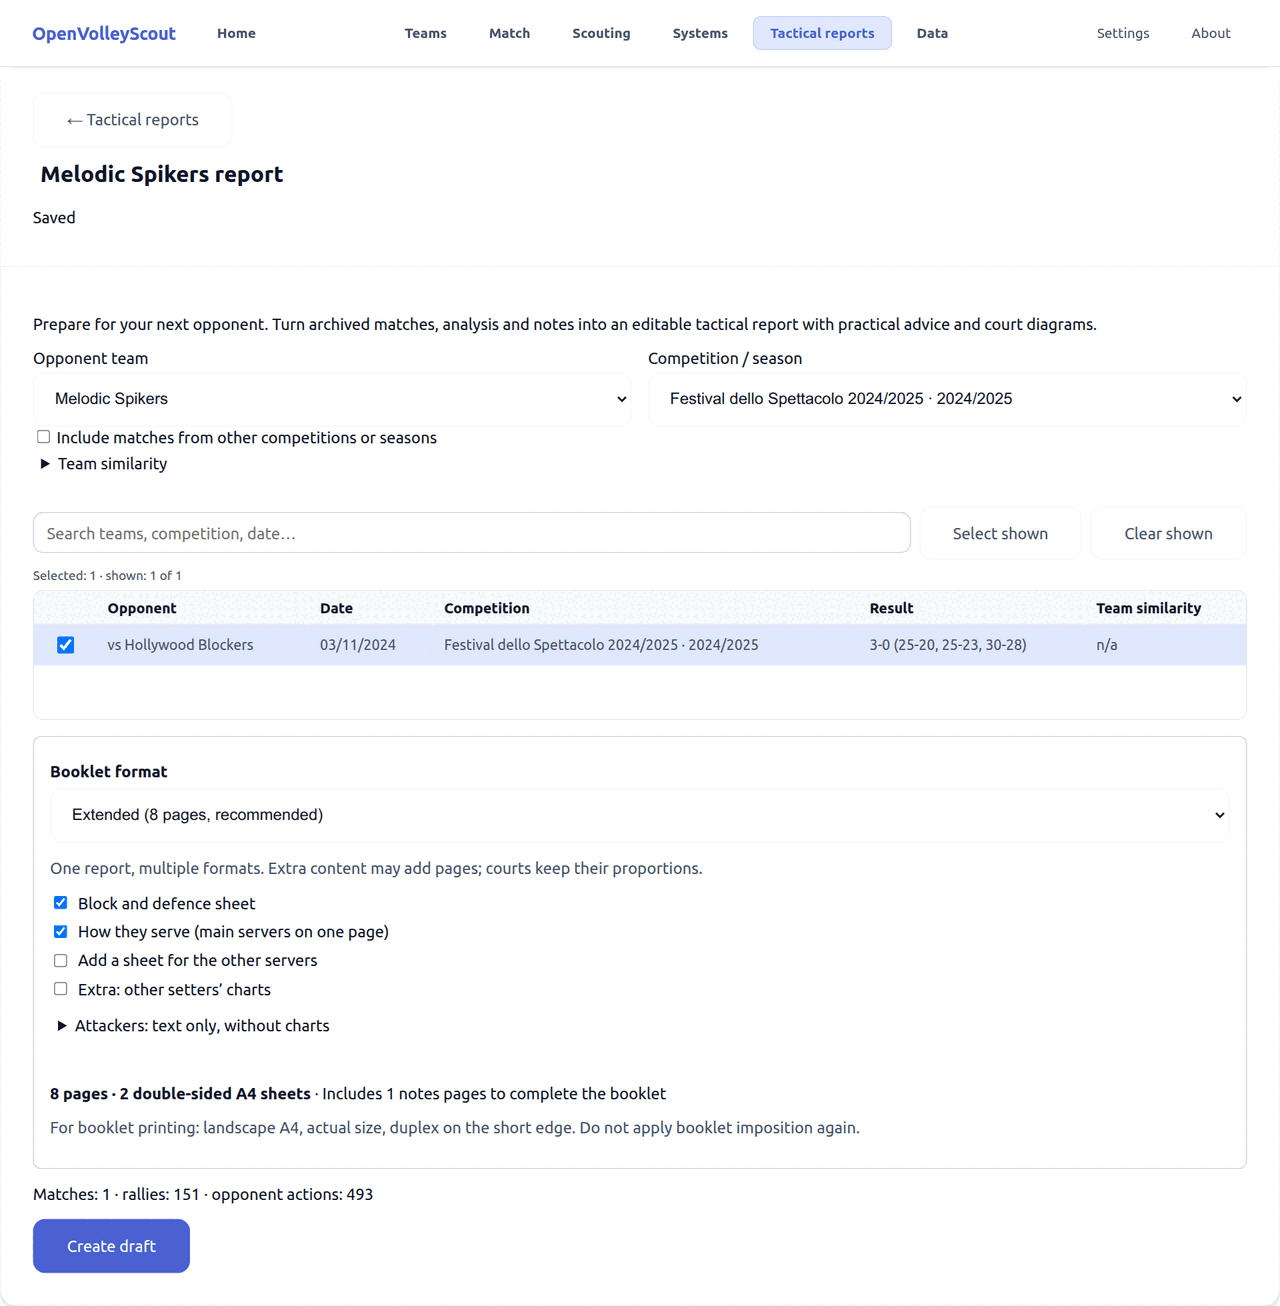 OpenVolleyScout Home Teams Match Scouting Systems Tactical reports Data Settings About
← Tactical reports
Melodic Spikers report
Saved
Prepare for your next opponent. Turn archived matches, analysis and notes into an editable tactical report with practical advice and court diagrams.
Opponent team Competition / season
Melodic Spikers Festival dello Spettacolo 2024/2025 · 2024/2025
Include matches from other competitions or seasons
Team similarity
Search teams, competition, date… Select shown Clear shown
Selected: 1 · shown: 1 of 1
Opponent Date Competition Result Team similarity
vs Hollywood Blockers 03/11/2024 Festival dello Spettacolo 2024/2025 · 2024/2025 3-0 (25-20, 25-23, 30-28) n/a
Booklet format
Extended (8 pages, recommended)
One report, multiple formats. Extra content may add pages; courts keep their proportions.
Block and defence sheet
How they serve (main servers on one page)
Add a sheet for the other servers
Extra: other setters’ charts
Attackers: text only, without charts
8 pages · 2 double-sided A4 sheets · Includes 1 notes pages to complete the booklet
For booklet printing: landscape A4, actual size, duplex on the short edge. Do not apply booklet imposition again.
Matches: 1 · rallies: 151 · opponent actions: 493
Create draft